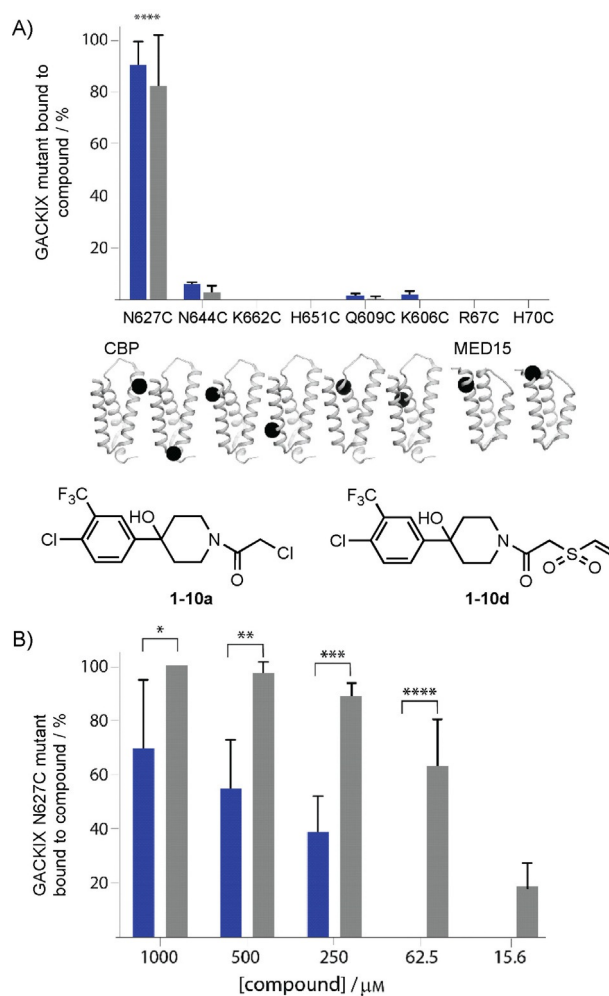 A)
****
GACKIX mutant bound to
compound / %
100
80
60
40
20
N627C N644C K662C H651C Q609C K606C R67C H70C
CBP MED15
F3C
HO
Cl
N
O
Cl
1-10a
F3C
HO
Cl
N
O
S
O O
1-10d
B)
* ** *** ****
GACKIX N627C mutant
bound to compound / %
100
80
60
40
20
1000 500 250 62.5 15.6
[compound] /μM